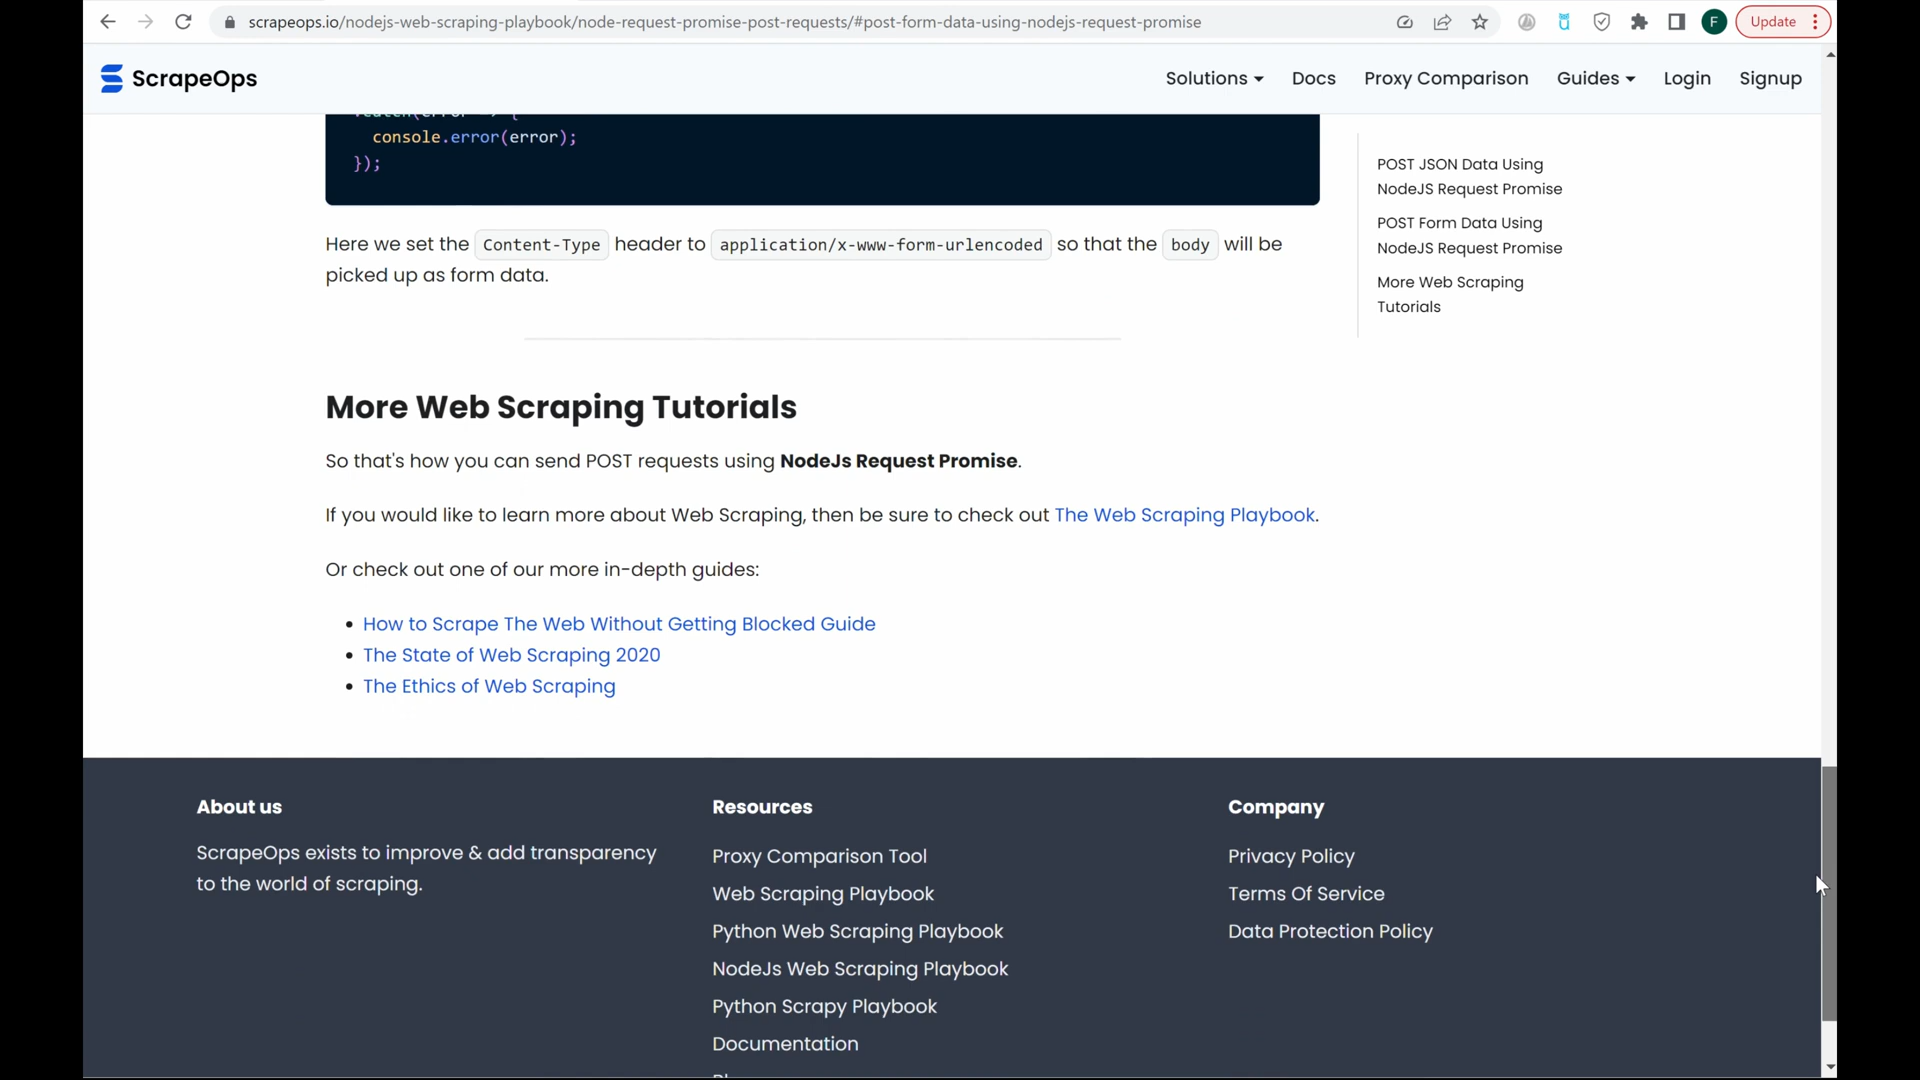 scrapeops.io/nodejs-web-scraping-playbook/node-request-promise-post-requests/#post-form-data-using-nodejs-request-promise
F
Update
ScrapeOps
Solutions
Docs
Proxy Comparison
Guides
Login
Signup
.catch(error => {
console.error(error);
});
Here we set the Content-Type header to application/x-www-form-urlencoded so that the body will be
picked up as form data.
POST JSON Data Using
NodeJS Request Promise
POST Form Data Using
NodeJS Request Promise
More Web Scraping
Tutorials
More Web Scraping Tutorials
So that's how you can send POST requests using NodeJs Request Promise.
If you would like to learn more about Web Scraping, then be sure to check out The Web Scraping Playbook.
Or check out one of our more in-depth guides:
How to Scrape The Web Without Getting Blocked Guide
The State of Web Scraping 2020
The Ethics of Web Scraping
About us
ScrapeOps exists to improve & add transparency
to the world of scraping.
Resources
Proxy Comparison Tool
Web Scraping Playbook
Python Web Scraping Playbook
NodeJs Web Scraping Playbook
Python Scrapy Playbook
Documentation
Company
Privacy Policy
Terms Of Service
Data Protection Policy